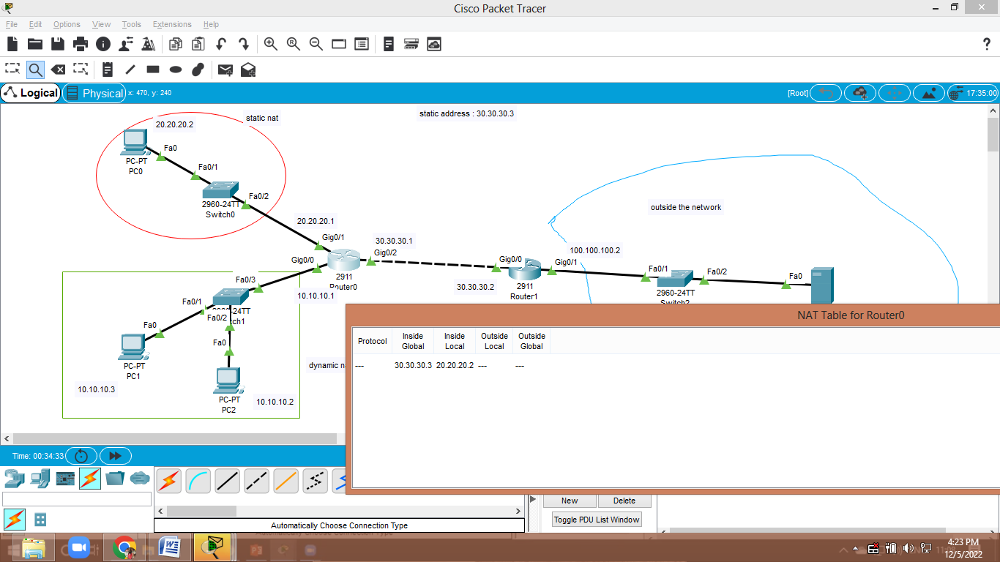 Cisco Packet Tracer
File Edit Options View Tools Extensions Help
Logical Physical x: 470, y: 240 [Root] 17:35:00
static address : 30.30.30.3
static nat
20.20.20.2
Fa0
PC-PT
PC0
Fa0/1
Fa0/2
2960-24TT
Switch0
outside the network
20.20.20.1
Gig0/1
30.30.30.1
Gig0/2
Gig0/0
2911
Router0
10.10.10.1
100.100.100.2
Gig0/0
Gig0/1
30.30.30.2
2911
Router1
Fa0/1
Fa0/2
2960-24TT
Switch2
Fa0
Fa0/3
Fa0/1
Fa0/2
-24TT
tch1
Fa0
PC-PT
PC1
10.10.10.3
Fa0
PC-PT
PC2
10.10.10.2
dynamic n
NAT Table for Router0
Protocol Inside Global Inside Local Outside Local Outside Global
--- 30.30.30.3 20.20.20.2 --- ---
Time: 00:34:33
New Delete
Toggle PDU List Window
Automatically Choose Connection Type
4:23 PM
12/5/2022